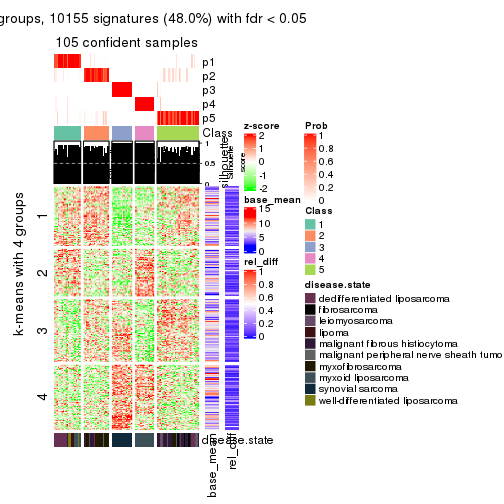 groups, 10155 signatures (48.0%) with fdr < 0.05
105 confident samples
p1
p2
p3
p4
p5
Class
1
0.5
0
silhouette
silhouette
score
k-means with 4 groups
1
2
3
4
disease.state
base_mean
rel_diff
z-score
2
1
0
-1
-2
base_mean
15
10
5
0
rel_diff
1
0.8
0.6
0.4
0.2
0
Prob
1
0.8
0.6
0.4
0.2
0
Class
1
2
3
4
5
disease.state
dedifferentiated liposarcoma
fibrosarcoma
leiomyosarcoma
lipoma
malignant fibrous histiocytoma
malignant peripheral nerve sheath tumo
myxofibrosarcoma
myxoid liposarcoma
synovial sarcoma
well-differentiated liposarcoma